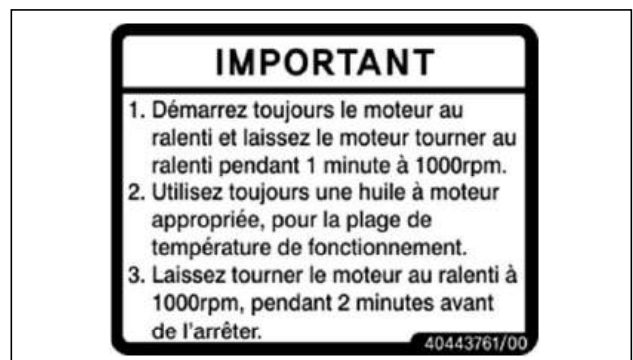 IMPORTANT
1. Démarrez toujours le moteur au
ralenti et laissez le moteur tourner au
ralenti pendant 1 minute à 1000rpm.
2. Utilisez toujours une huile à moteur
appropriée, pour la plage de
température de fonctionnement.
3. Laissez tourner le moteur au ralenti à
1000rpm, pendant 2 minutes avant
de l'arrêter.
40443761/00